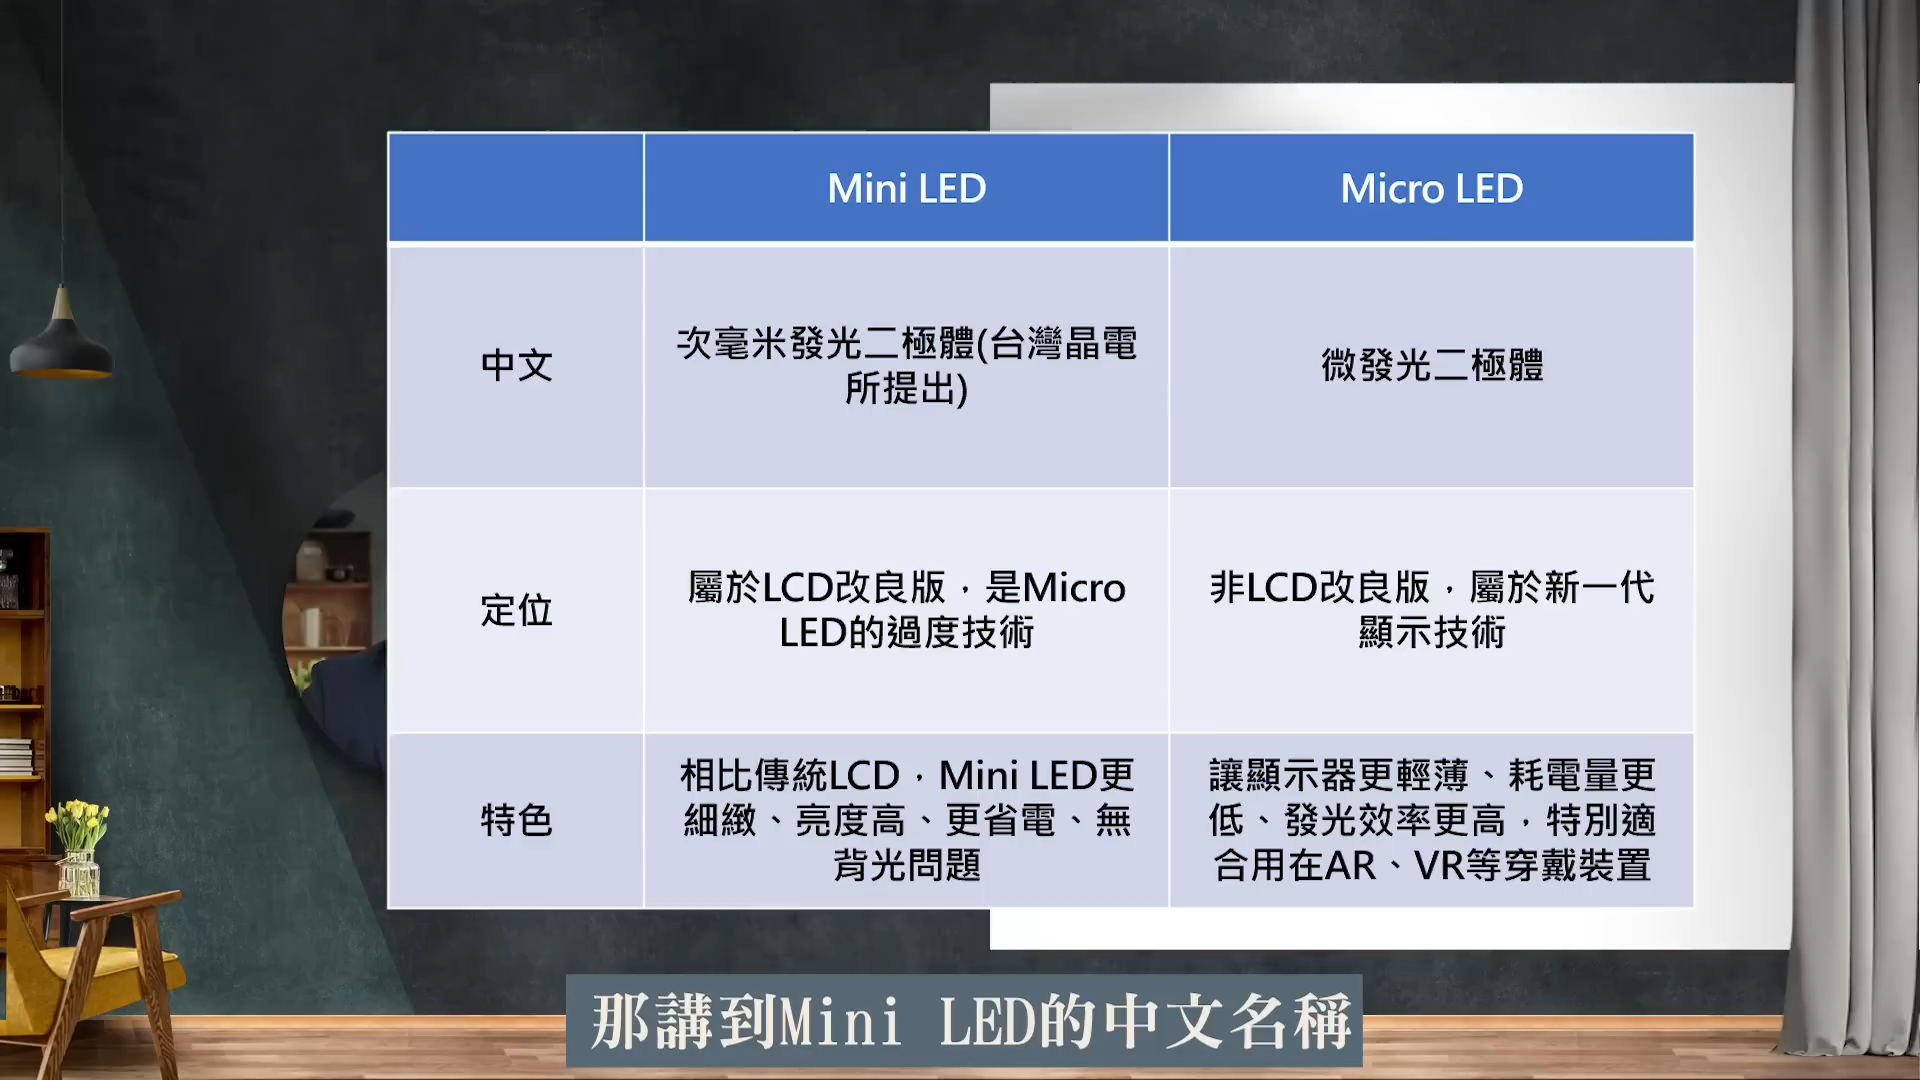 Mini LED
Micro LED
中文
次毫米發光二極體(台灣晶電
所提出)
微發光二極體
定位
屬於LCD改良版，是Micro
LED的過度技術
非LCD改良版，屬於新一代
顯示技術
特色
相比傳統LCD，Mini LED更
細緻、亮度高、更省電、無
背光問題
讓顯示器更輕薄、耗電量更
低、發光效率更高，特別適
合用在AR、VR等穿戴裝置
那講到Mini LED的中文名稱